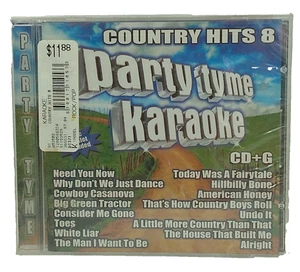 COUNTRY HITS 8
$11.88
party tyme
karaoke
CD+G
PARTY TYME
KARAOKE
ROCK/POP
Need You Now
Why Don't We Just Dance
Cowboy Casanova
Big Green Tractor
Consider Me Gone
Toes
White Liar
The Man I Want To Be
Today Was A Fairytale
Hillbilly Bone
American Honey
That's How Country Boys Roll
Undo It
A Little More Country Than That
The House That Built Me
Alright